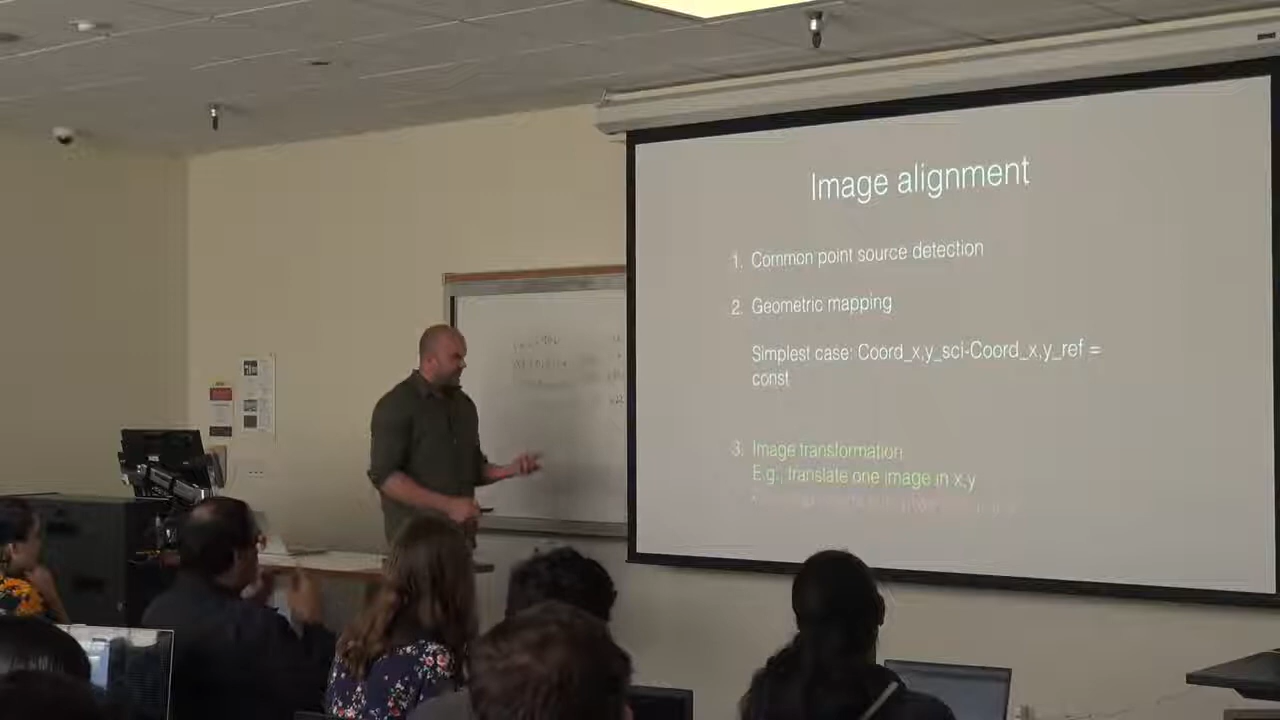 Image alignment
1. Common point source detection
2. Geometric mapping
Simplest case: Coord_x,y_sci-Coord_x,y_ref =
const
3. Image transformation
E.g., translate one image in x,y